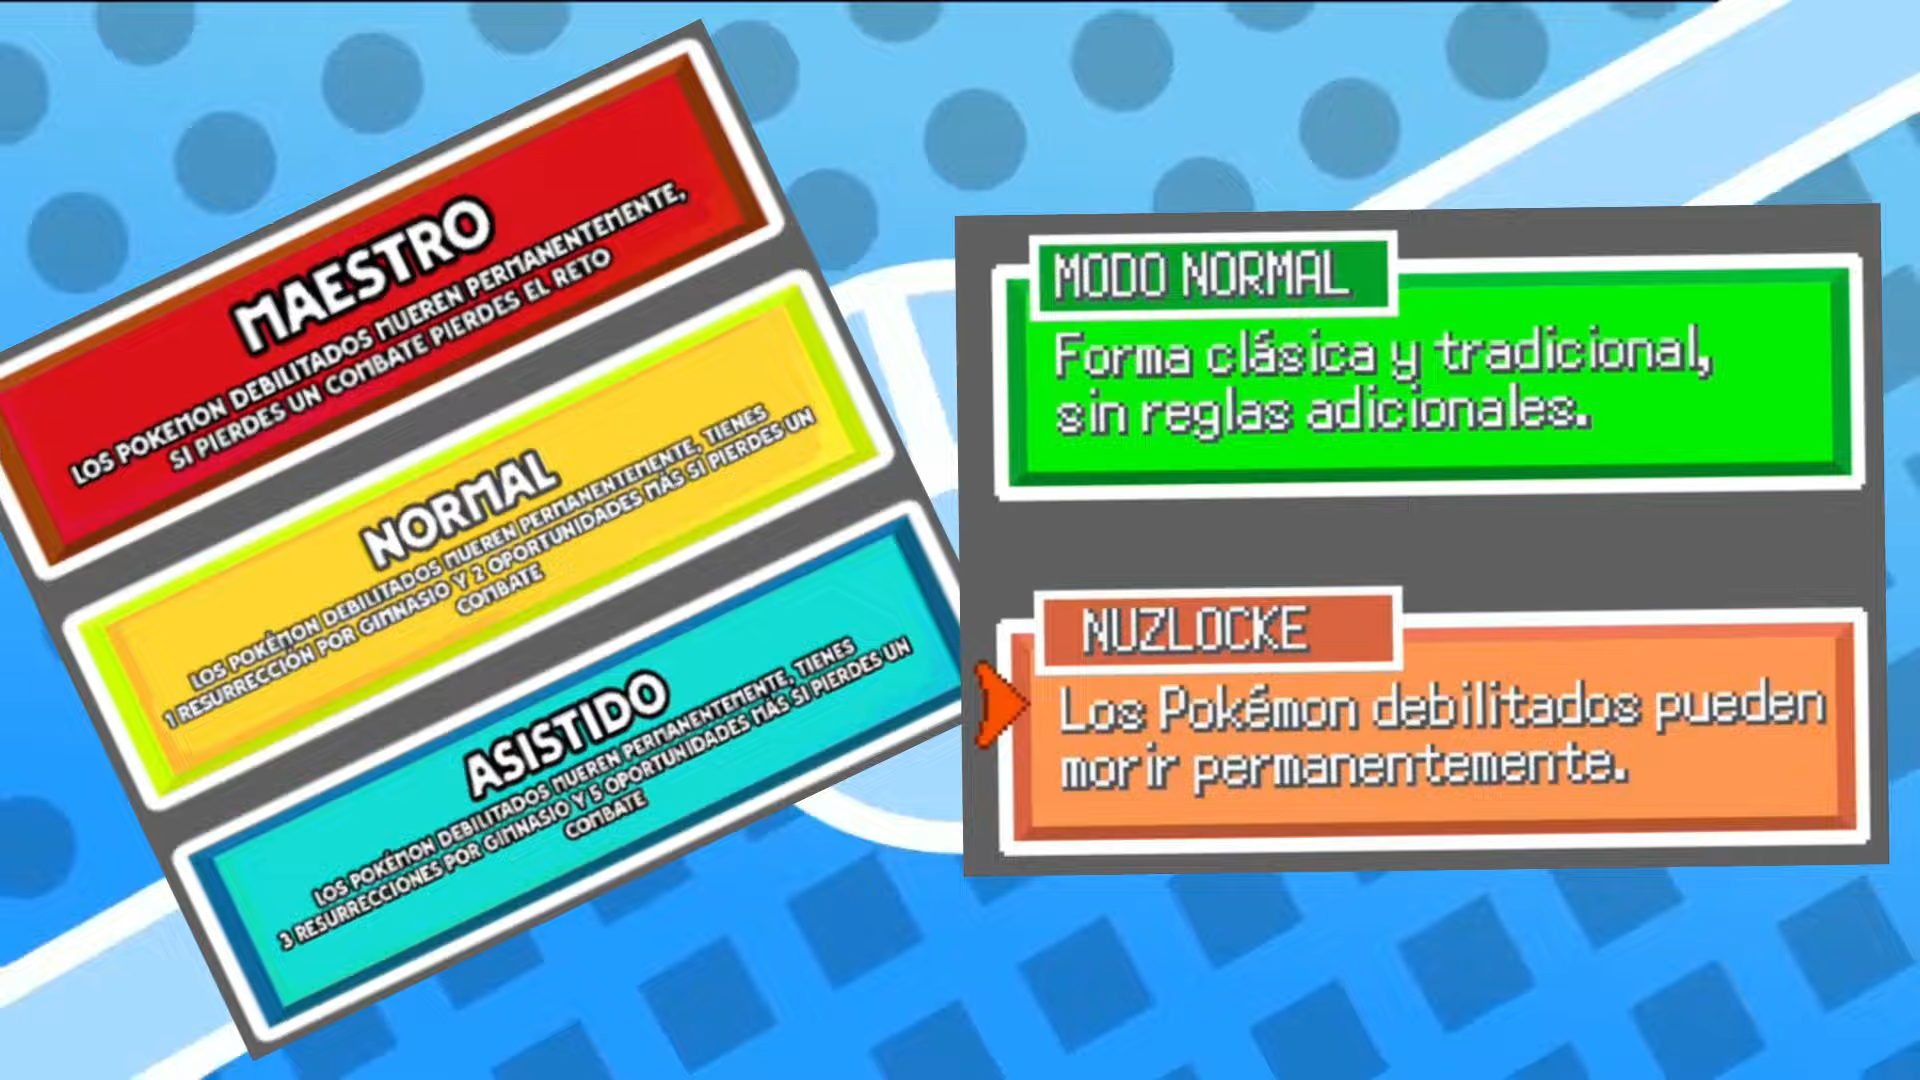 MAESTRO
LOS POKEMON DEBILITADOS MUEREN PERMANENTEMENTE,
SI PIERDES UN COMBATE PIERDES EL RETO
NORMAL
LOS POKÉMON DEBILITADOS MUEREN PERMANENTEMENTE, TIENES
1 RESURRECCIÓN POR GIMNASIO Y 2 OPORTUNIDADES MÁS SI PIERDES UN
COMBATE
ASISTIDO
LOS POKÉMON DEBILITADOS MUEREN PERMANENTEMENTE, TIENES
3 RESURRECCIONES POR GIMNASIO Y 5 OPORTUNIDADES MÁS SI PIERDES UN
COMBATE
MODO NORMAL
Forma clásica y tradicional,
sin reglas adicionales.
NUZLOCKE
Los Pokémon debilitados pueden
morir permanentemente.